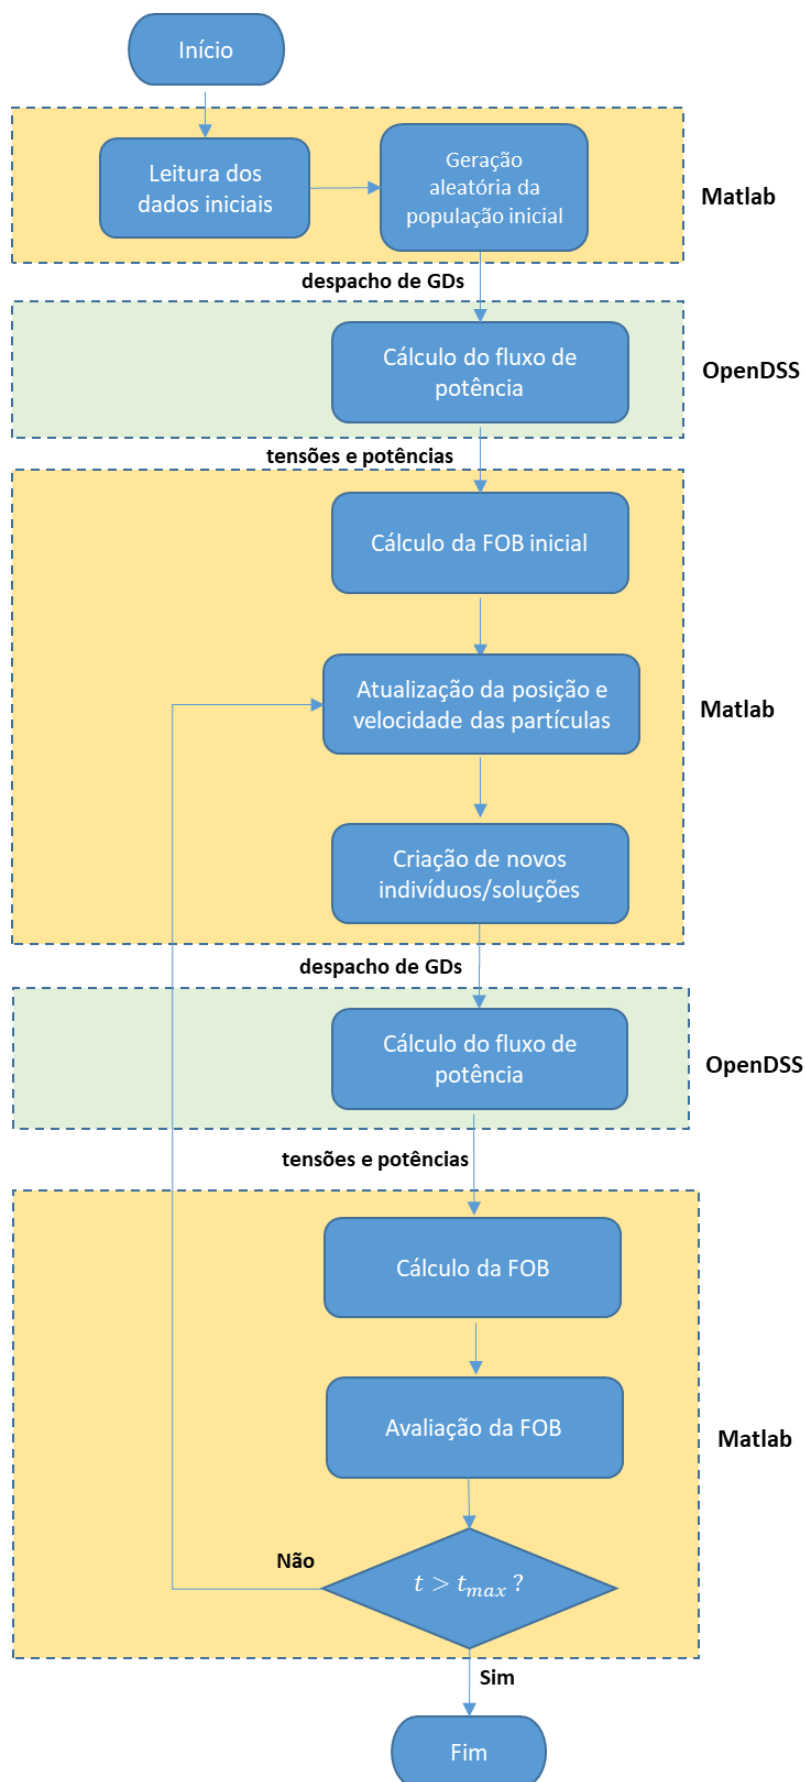 Início
Leitura dos
dados iniciais
Geração
aleatória da
população inicial
Matlab
despacho de GDs
Cálculo do fluxo de
potência
OpenDSS
tensões e potências
Cálculo da FOB inicial
Atualização da posição e
velocidade das partículas
Matlab
Criação de novos
indivíduos/soluções
despacho de GDs
Cálculo do fluxo de
potência
OpenDSS
tensões e potências
Cálculo da FOB
Avaliação da FOB
Matlab
Não
t > tmax ?
Sim
Fim